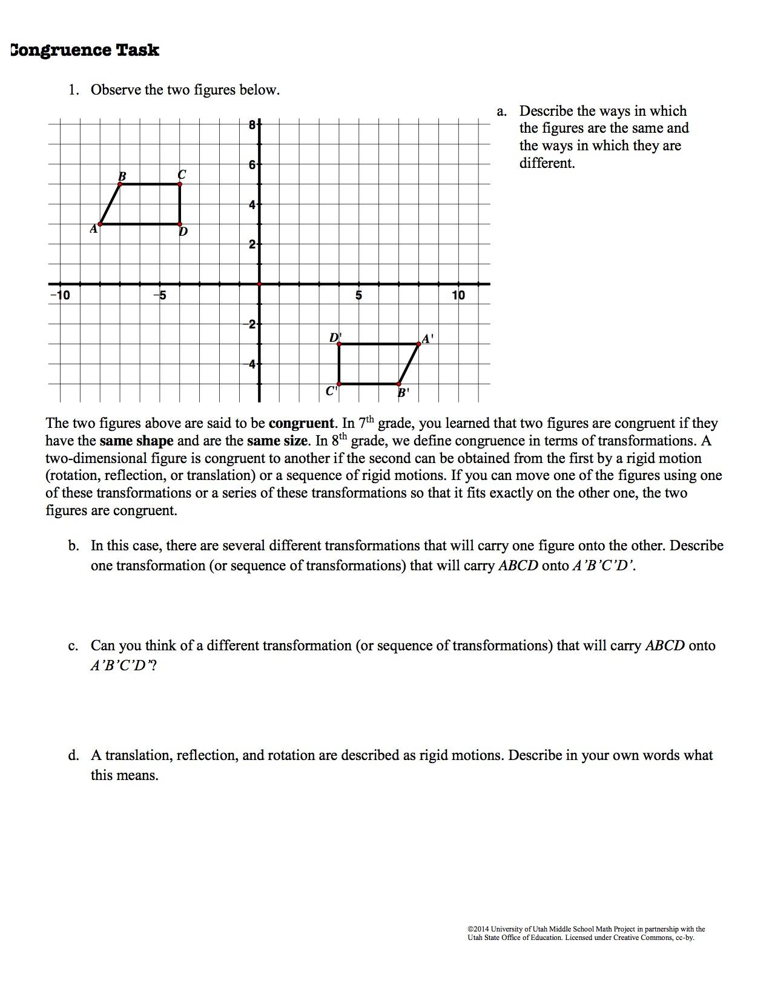 Congruence Task
1. Observe the two figures below.
a. Describe the ways in which
the figures are the same and
the ways in which they are
different.
8
6
B
C
4
A
D
2
−10
−5
5
10
−2
D'
A'
−4
C'
B'
The two figures above are said to be congruent. In 7th grade, you learned that two figures are congruent if they
have the same shape and are the same size. In 8th grade, we define congruence in terms of transformations. A
two-dimensional figure is congruent to another if the second can be obtained from the first by a rigid motion
(rotation, reflection, or translation) or a sequence of rigid motions. If you can move one of the figures using one
of these transformations or a series of these transformations so that it fits exactly on the other one, the two
figures are congruent.
b. In this case, there are several different transformations that will carry one figure onto the other. Describe
one transformation (or sequence of transformations) that will carry ABCD onto A’B’C’D’.
c. Can you think of a different transformation (or sequence of transformations) that will carry ABCD onto
A’B’C’D’?
d. A translation, reflection, and rotation are described as rigid motions. Describe in your own words what
this means.
©2014 University of Utah Middle School Math Project in partnership with the
Utah State Office of Education. Licensed under Creative Commons, cc-by.